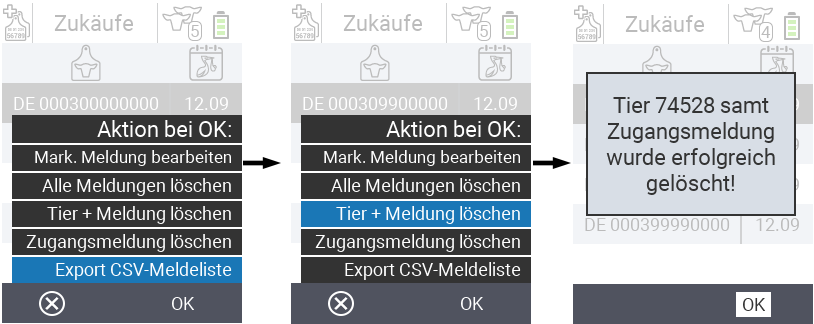 56789
Zukäufe
5
DE 000300000000
12.09
Aktion bei OK:
Mark. Meldung bearbeiten
Alle Meldungen löschen
Tier + Meldung löschen
Zugangsmeldung löschen
Export CSV-Meldeliste
OK
56789
Zukäufe
5
DE 000309900000
12.09
Aktion bei OK:
Mark. Meldung bearbeiten
Alle Meldungen löschen
Tier + Meldung löschen
Zugangsmeldung löschen
Export CSV-Meldeliste
OK
56789
Zukäufe
4
Tier 74528 samt
Zugangsmeldung
wurde erfolgreich
gelöscht!
DE 000399990000
12.09
OK